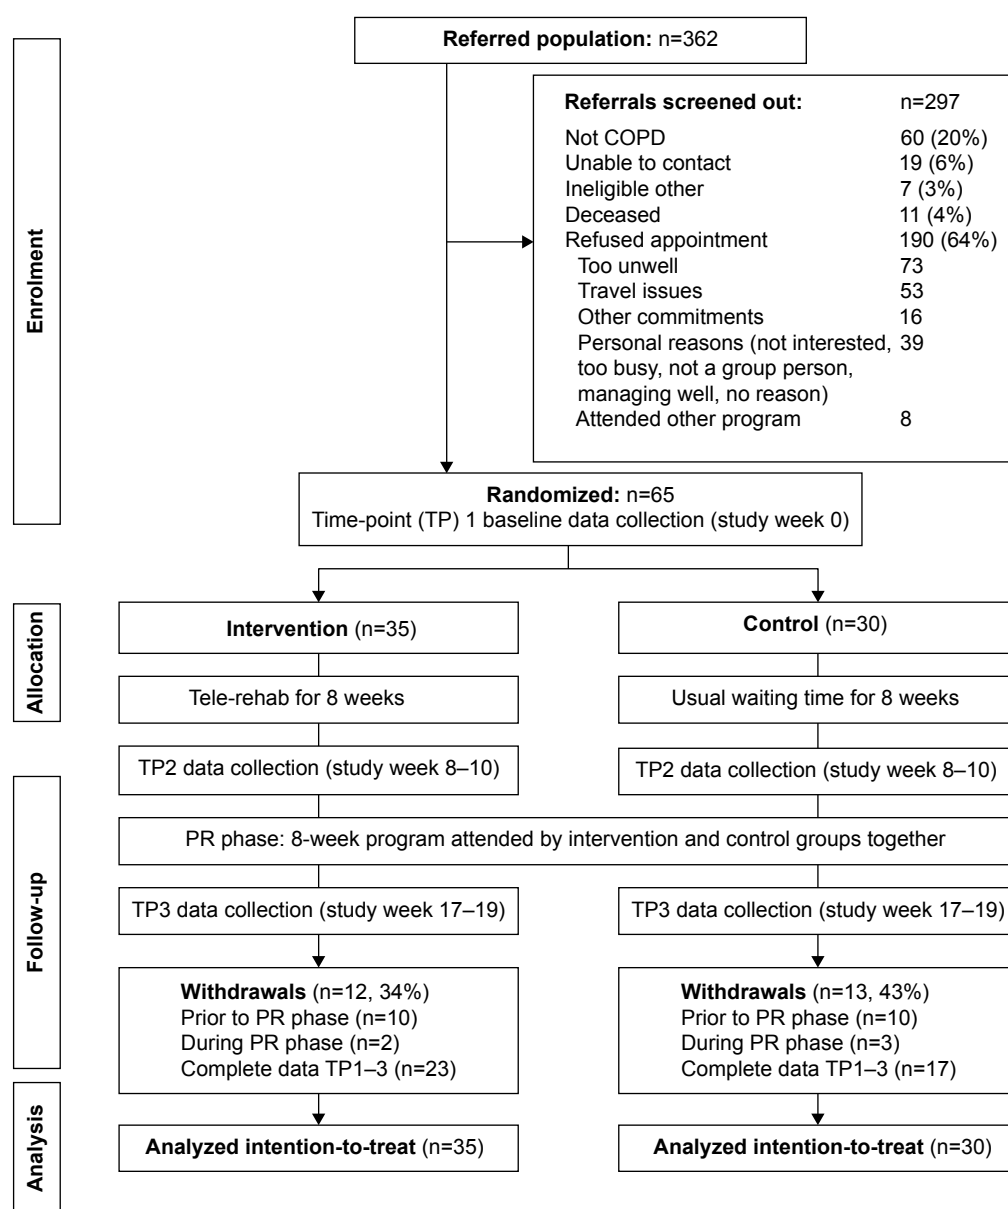 Referred population: n=362
Referrals screened out: n=297
Not COPD 60 (20%)
Unable to contact 19 (6%)
Ineligible other 7 (3%)
Deceased 11 (4%)
Refused appointment 190 (64%)
Too unwell 73
Travel issues 53
Other commitments 16
Personal reasons (not interested, 39
too busy, not a group person,
managing well, no reason)
Attended other program 8
Enrolment
Randomized: n=65
Time-point (TP) 1 baseline data collection (study week 0)
Allocation
Intervention (n=35)
Control (n=30)
Tele-rehab for 8 weeks
Usual waiting time for 8 weeks
TP2 data collection (study week 8–10)
TP2 data collection (study week 8–10)
Follow-up
PR phase: 8-week program attended by intervention and control groups together
TP3 data collection (study week 17–19)
TP3 data collection (study week 17–19)
Withdrawals (n=12, 34%)
Prior to PR phase (n=10)
During PR phase (n=2)
Complete data TP1–3 (n=23)
Withdrawals (n=13, 43%)
Prior to PR phase (n=10)
During PR phase (n=3)
Complete data TP1–3 (n=17)
Analysis
Analyzed intention-to-treat (n=35)
Analyzed intention-to-treat (n=30)